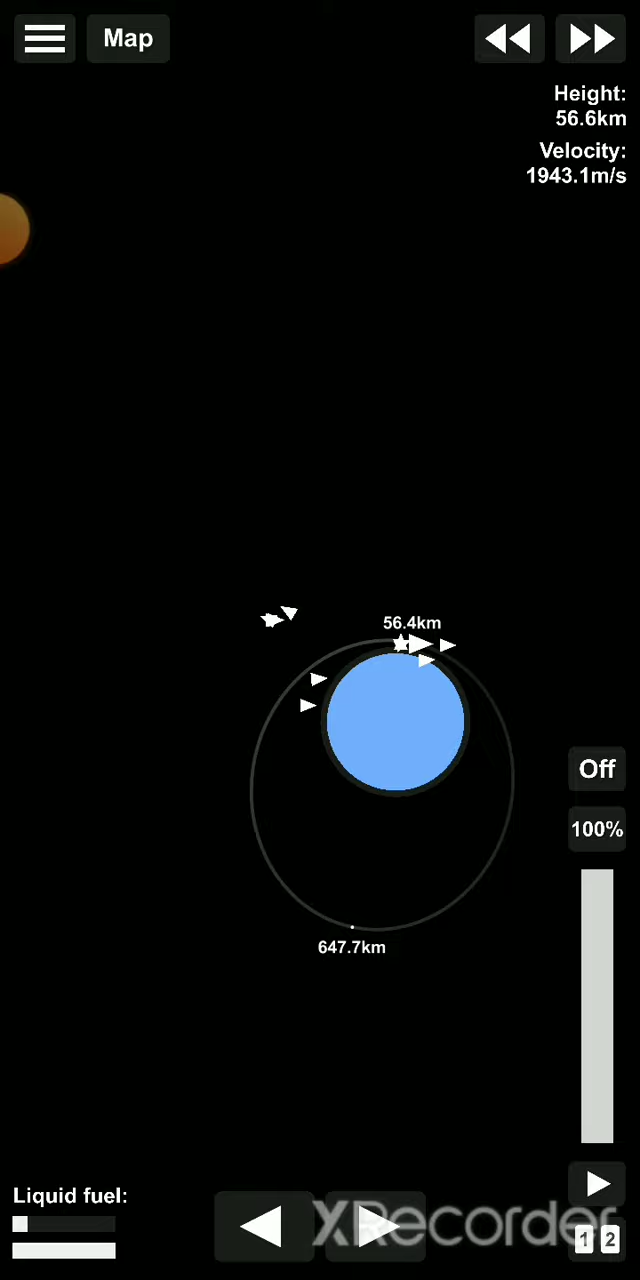 Map
Height:
56.6km
Velocity:
1943.1m/s
56.4km
Off
100%
647.7km
Liquid fuel:
XRecorder
1 2